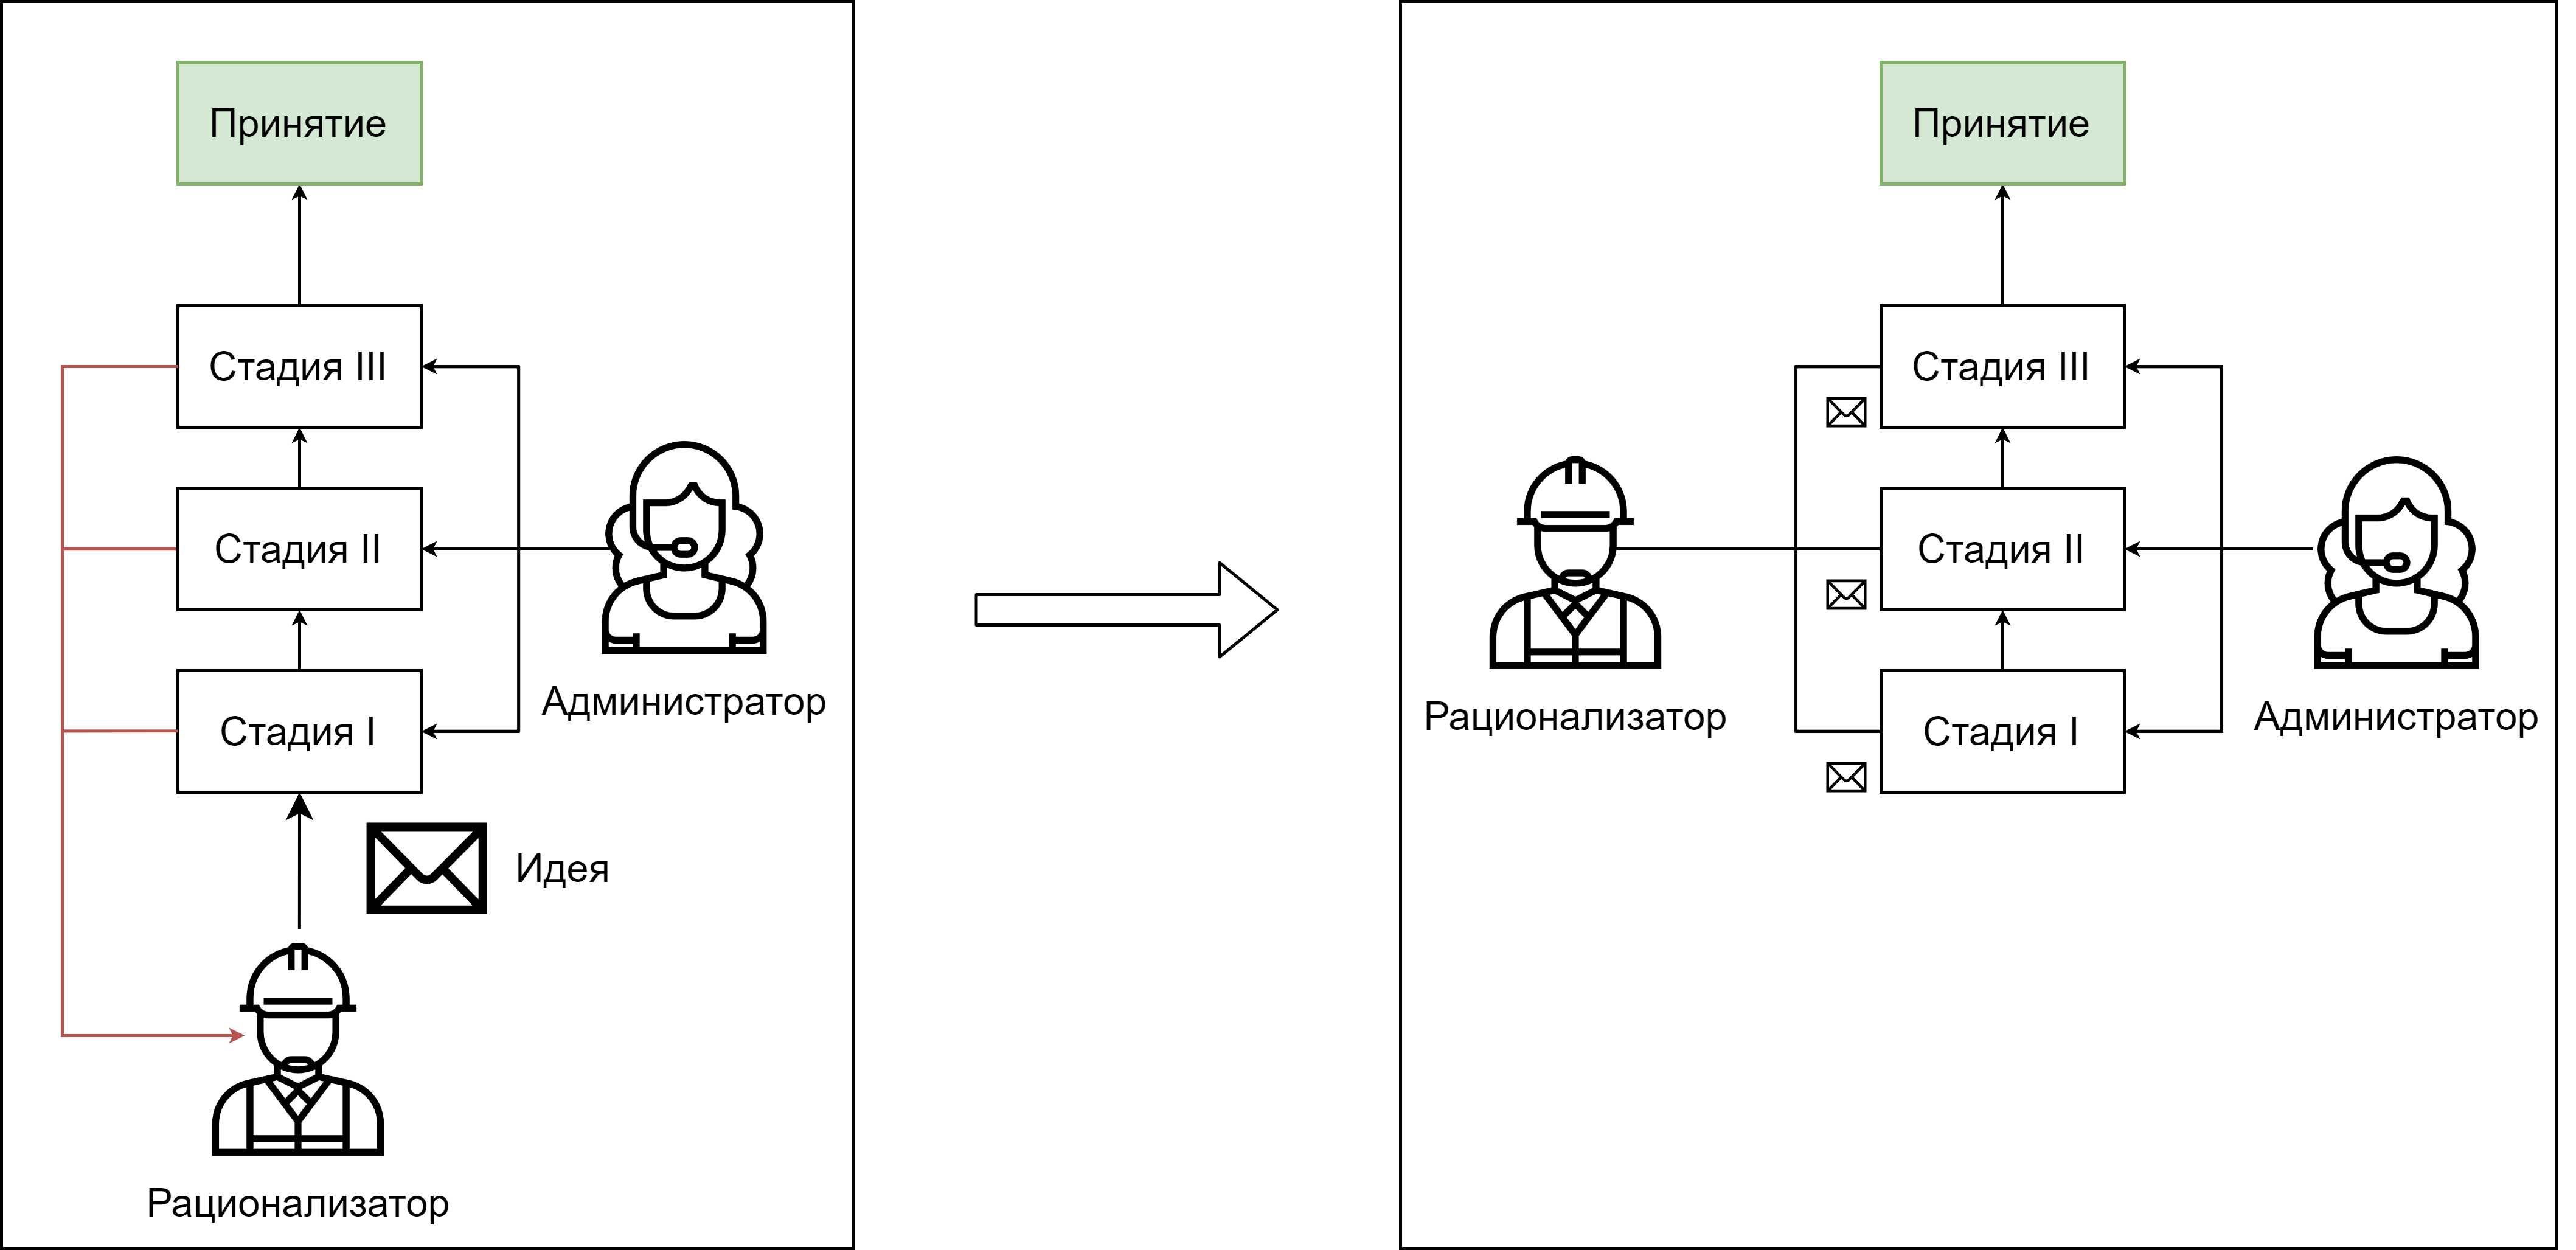 Принятие
Стадия III
Стадия II
Стадия I
Администратор
Идея
Рационализатор
Принятие
Стадия III
Стадия II
Стадия I
Рационализатор
Администратор